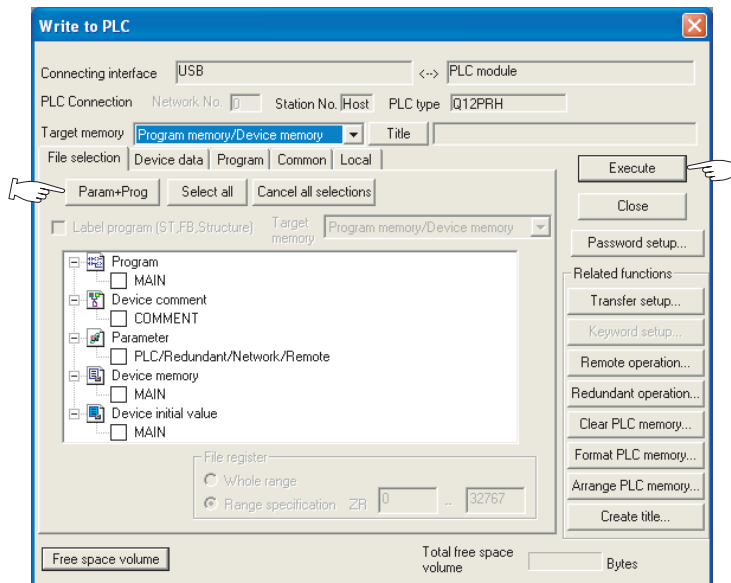 Write to PLC
Connecting interface USB <--> PLC module
PLC Connection Network No. 0 Station No. Host PLC type Q12PRH
Target memory Program memory/Device memory Title
File selection Device data Program Common Local
Execute
Param+Prog Select all Cancel all selections
Close
Label program (ST,FB,Structure) Target memory Program memory/Device memory
Password setup...
Program
MAIN
Device comment
COMMENT
Parameter
PLC/Redundant/Network/Remote
Device memory
MAIN
Device initial value
MAIN
Related functions
Transfer setup...
Keyword setup...
Remote operation...
Redundant operation...
Clear PLC memory...
Format PLC memory...
Arrange PLC memory...
Create title...
File register
Whole range
Range specification ZR 0 .. 32767
Free space volume
Total free space
volume Bytes